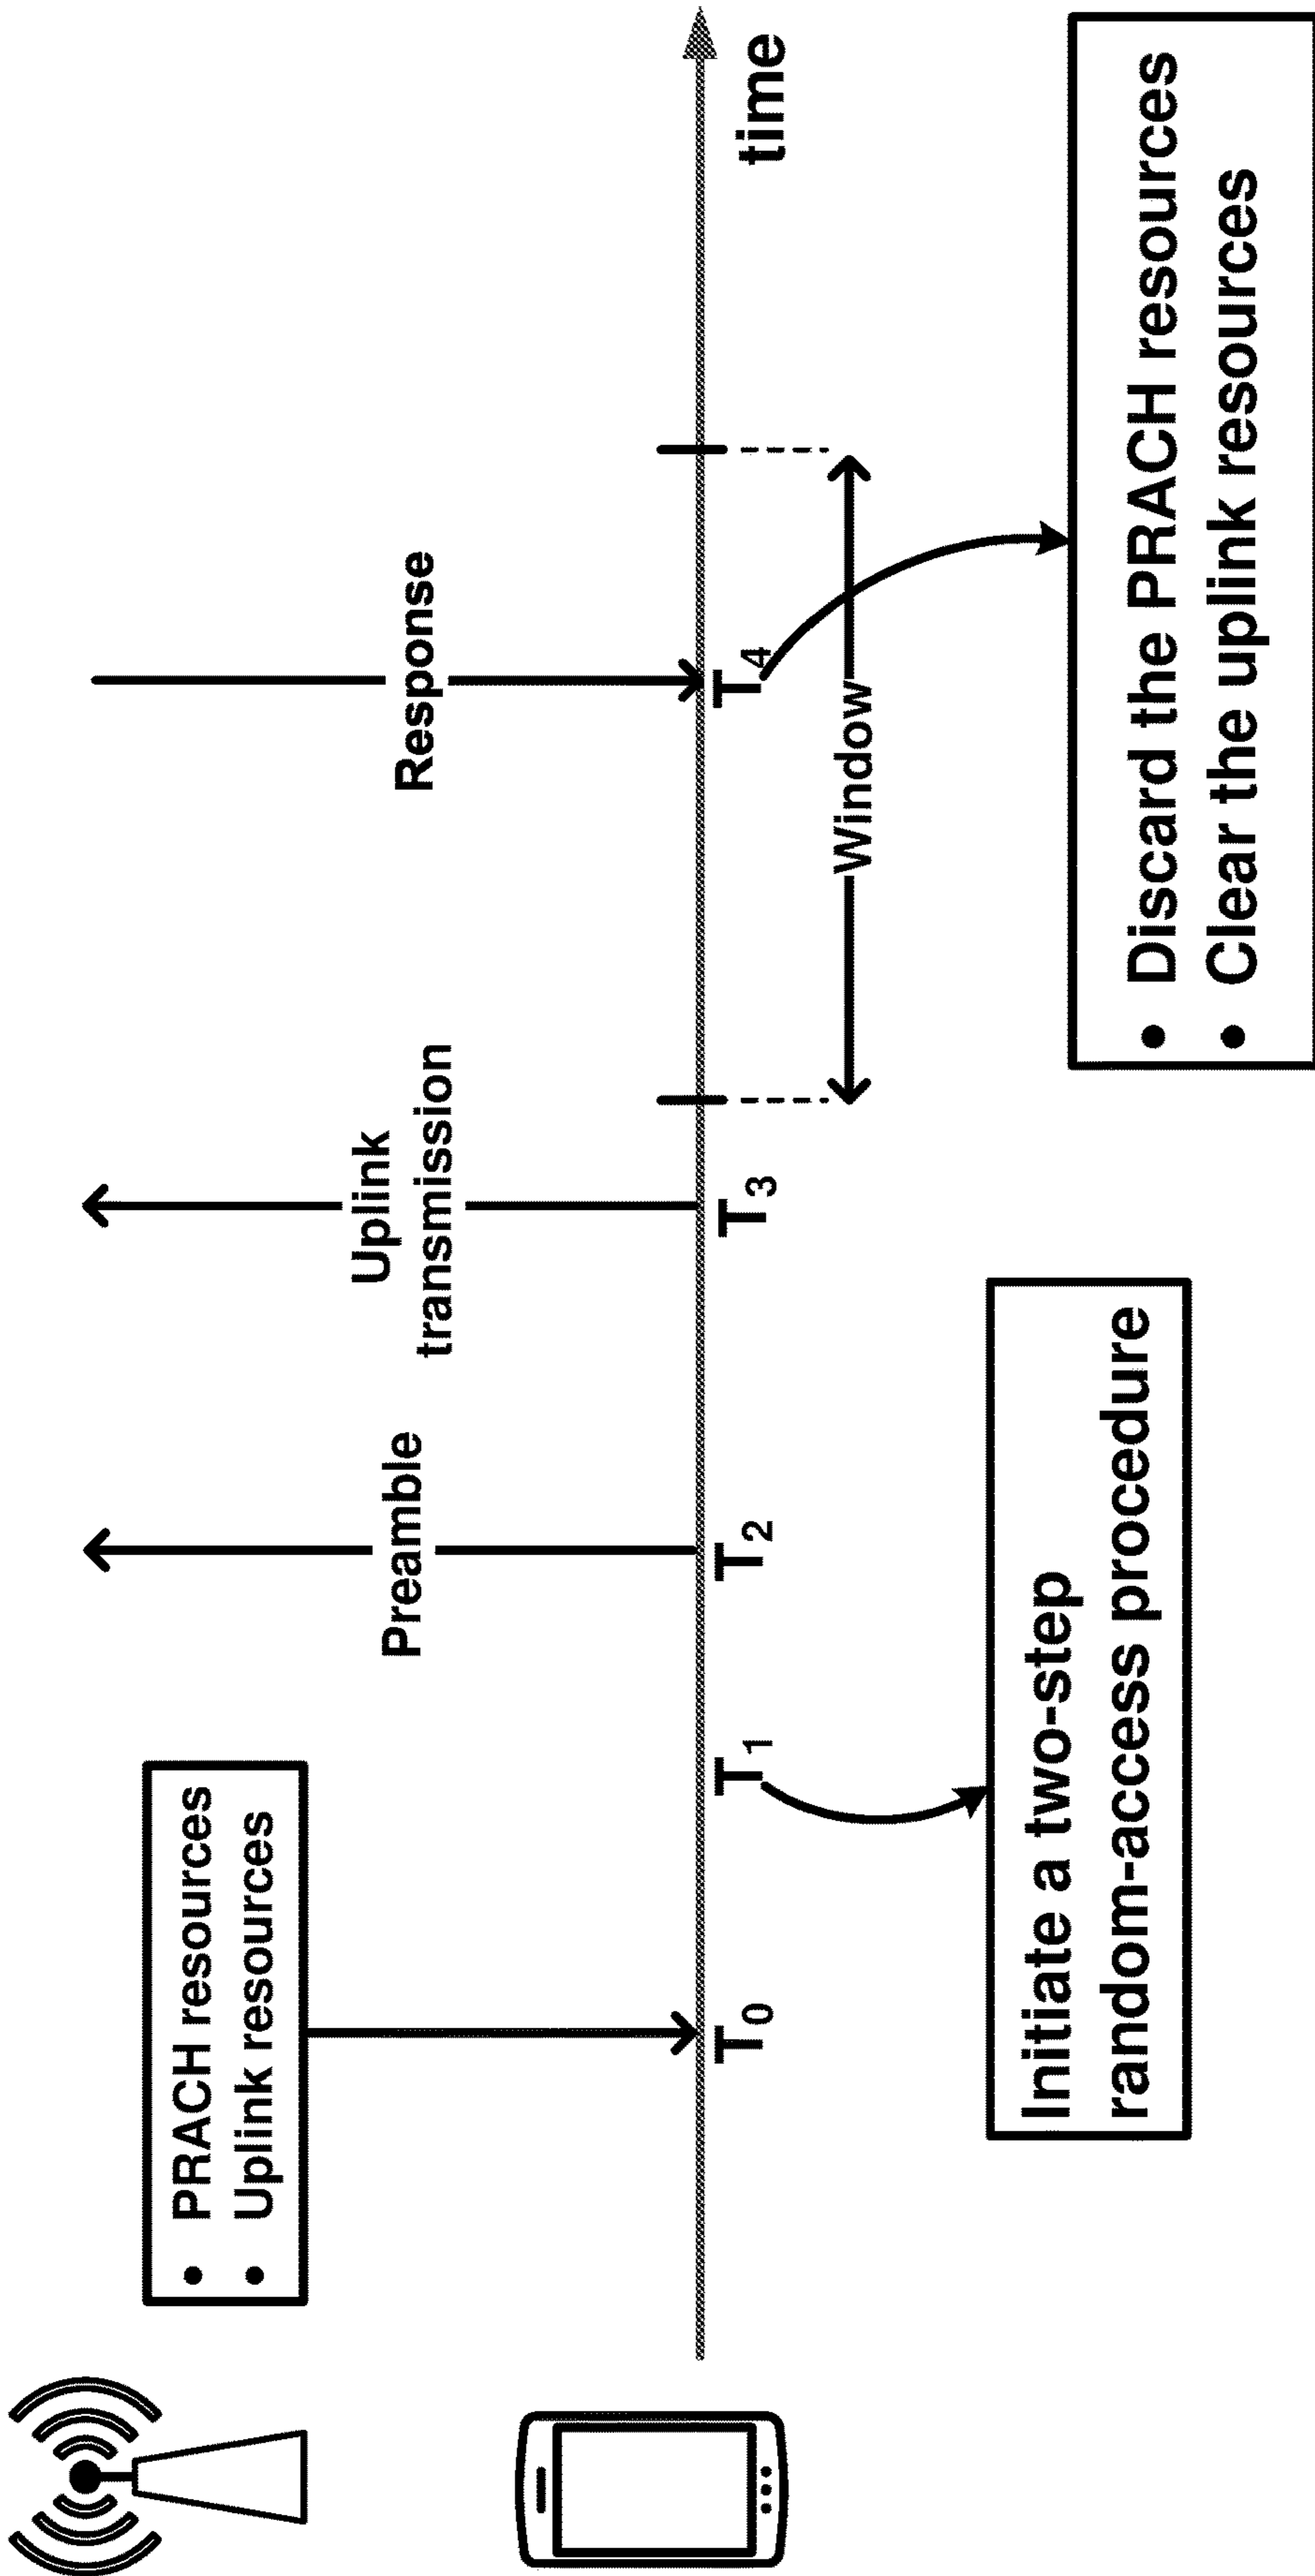 • PRACH resources
• Uplink resources
Preamble
Uplink
transmission
Response
T0
T1
T2
T3
T4
time
Window
Initiate a two-step
random-access procedure
• Discard the PRACH resources
• Clear the uplink resources